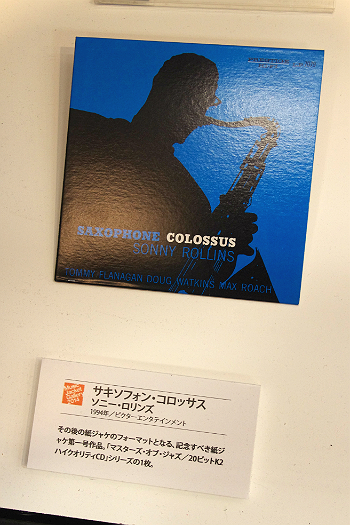 SAXOPHONE COLOSSUS
SONNY ROLLINS
TOMMY FLANAGAN DOUG WATKINS MAX ROACH
サキソフォン・コロッサス
ソニー・ロリンズ
1994年／ビクターエンタテインメント
その後の紙ジャケのフォーマットとなる、記念すべき紙ジ
ャケ第一号作品。「マスターズ・オブ・ジャズ／20ビットK2
ハイクオリティCD」シリーズの1枚。